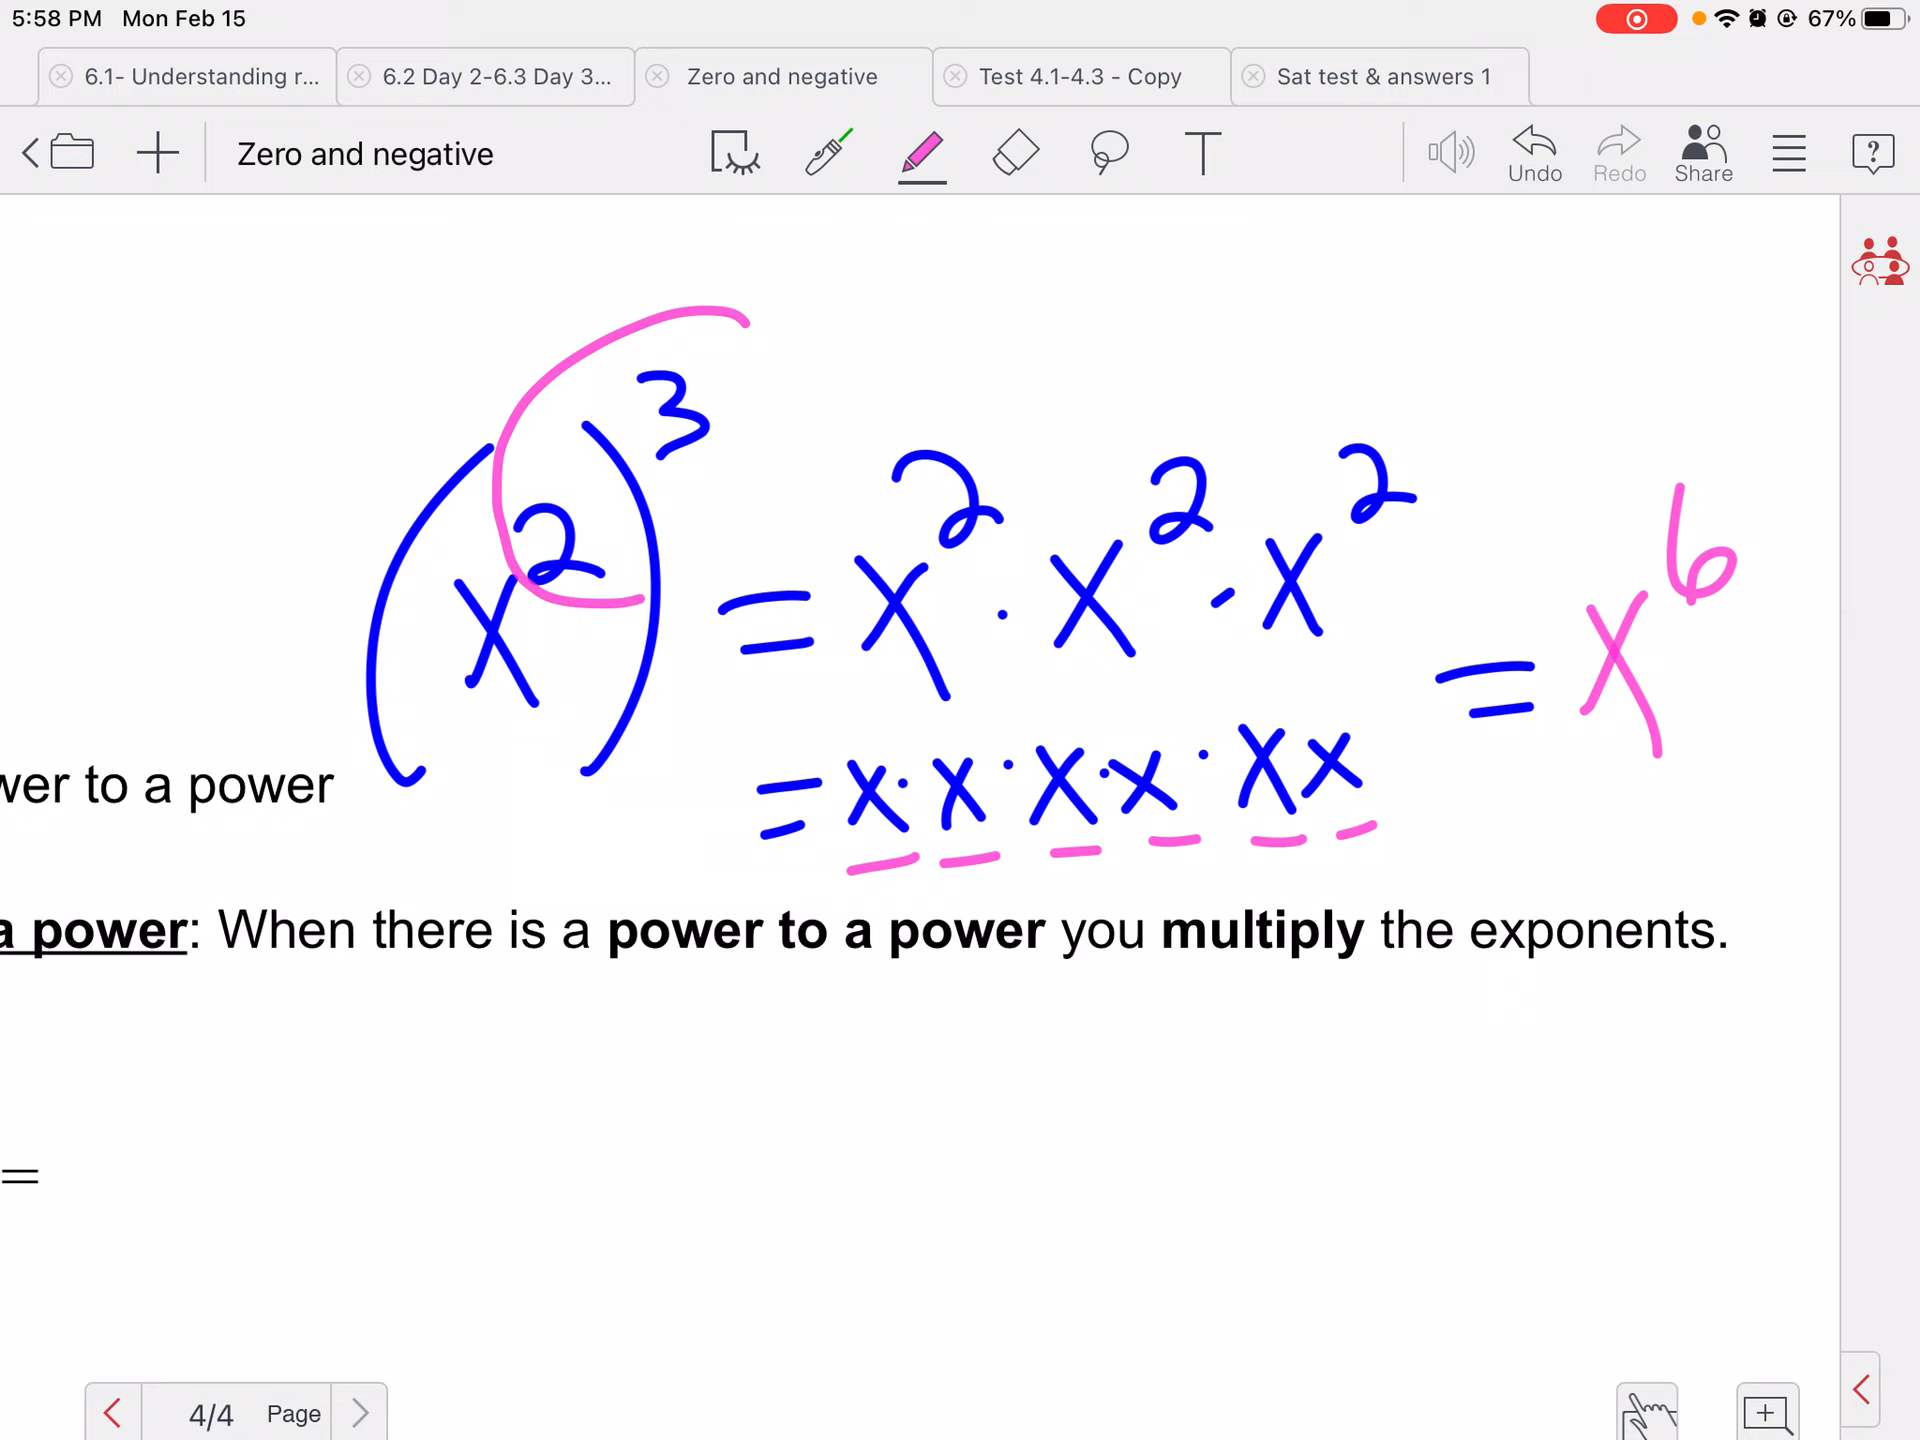 5:58 PM Mon Feb 15 67%
6.1- Understanding r... 6.2 Day 2-6.3 Day 3... Zero and negative Test 4.1-4.3 - Copy Sat test & answers 1
Zero and negative T Undo Redo Share ?
(x²)³ = x² · x² · x² = x⁶
= x · x · x · x · x x
wer to a power
a power: When there is a power to a power you multiply the exponents.
=
4/4 Page